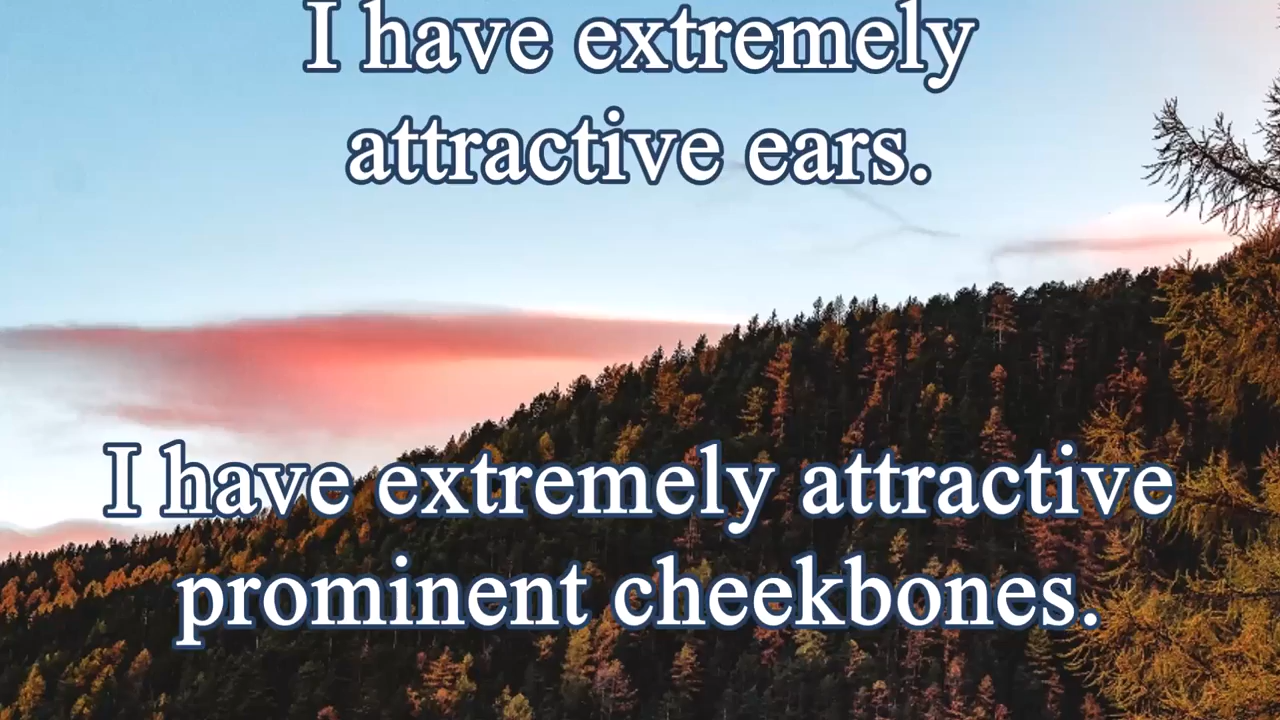 I have extremely
attractive ears.
I have extremely attractive
prominent cheekbones.